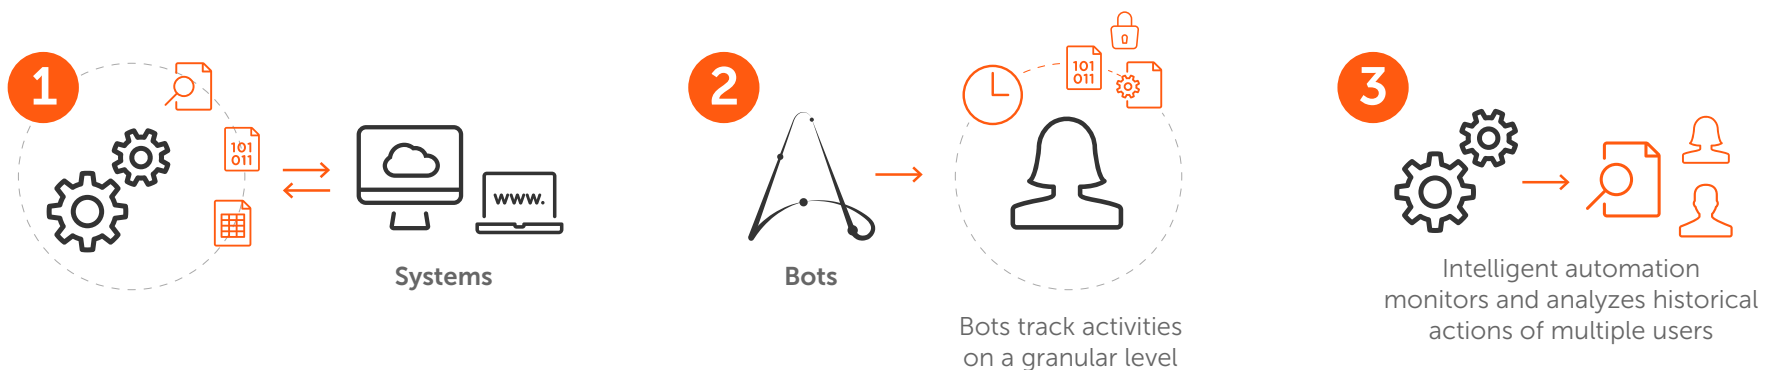 1
101
011
www.
Systems
2
Bots
101
011
Bots track activities
on a granular level
3
Intelligent automation
monitors and analyzes historical
actions of multiple users